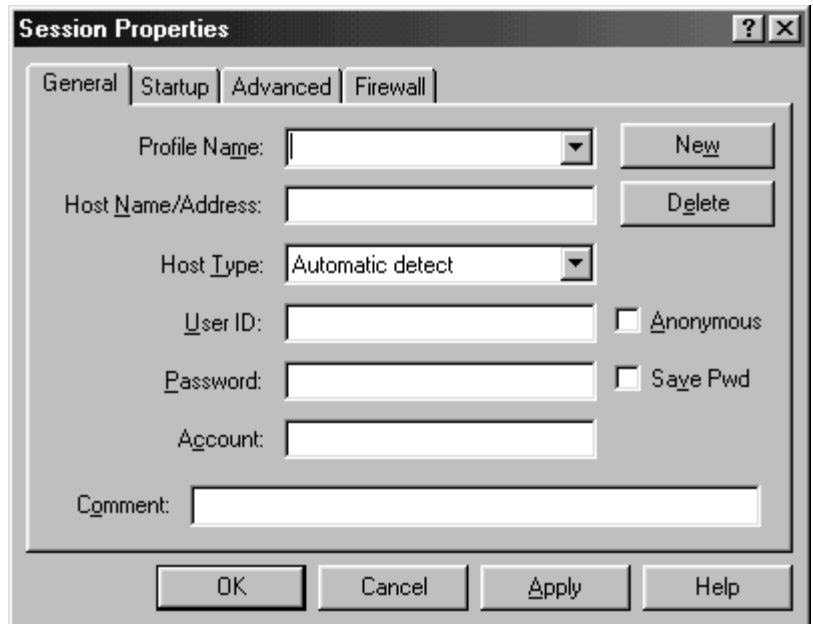 Session Properties
General Startup Advanced Firewall
Profile Name: New
Host Name/Address: Delete
Host Type: Automatic detect
User ID: Anonymous
Password: Save Pwd
Account:
Comment:
OK Cancel Apply Help